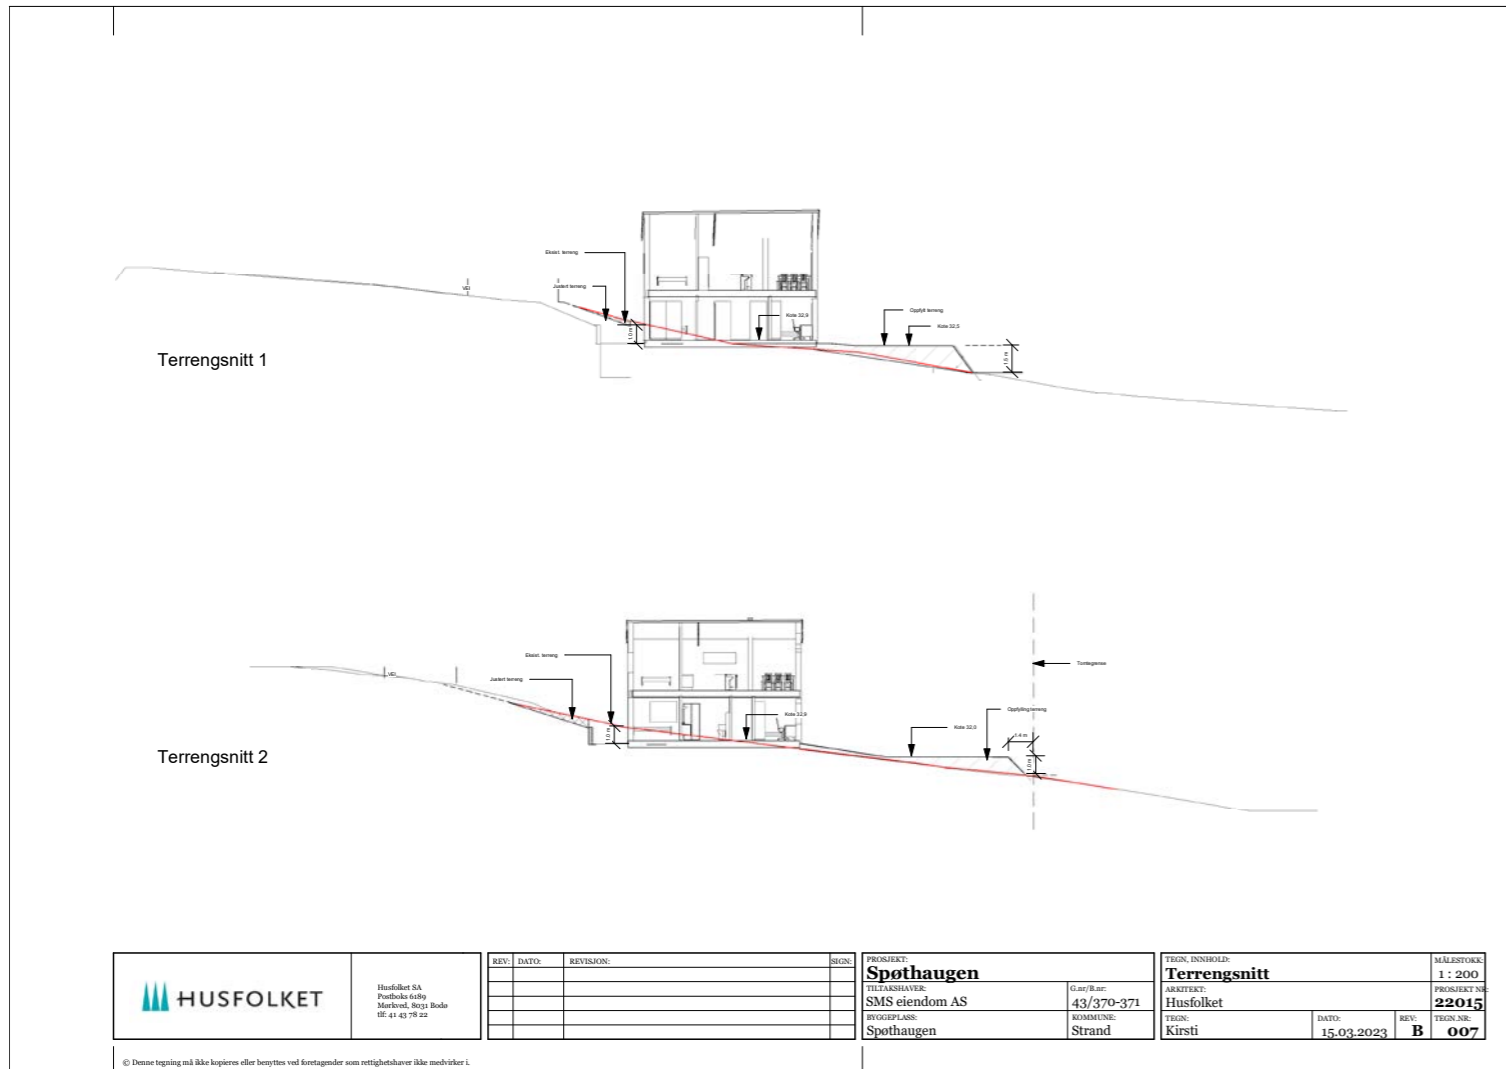 Eksist. terreng
Justert terreng
VEI
1.0 m
Kote 32,9
Oppfylt terreng
Kote 32,5
1.5 m
Terrengsnitt 1
Eksist. terreng
Justert terreng
VEI
1.0 m
Kote 32,9
Tomtegrense
Oppfylling terreng
Kote 32,0
1.4 m
1.0 m
Terrengsnitt 2
HUSFOLKET
Husfolket SA
Postboks 6189
Mørkved, 8031 Bodø
tlf: 41 43 78 22
REV: DATO: REVISJON: SIGN:
PROSJEKT:
Spøthaugen
TILTAKSHAVER: G.nr/B.nr:
SMS eiendom AS 43/370-371
BYGGEPLASS: KOMMUNE:
Spøthaugen Strand
TEGN, INNHOLD: MÅLESTOKK:
Terrengsnitt 1 : 200
ARKITEKT: PROSJEKT NR:
Husfolket 22015
TEGN: DATO: REV: TEGN.NR:
Kirsti 15.03.2023 B 007
© Denne tegning må ikke kopieres eller benyttes ved foretagender som rettighetshaver ikke medvirker i.